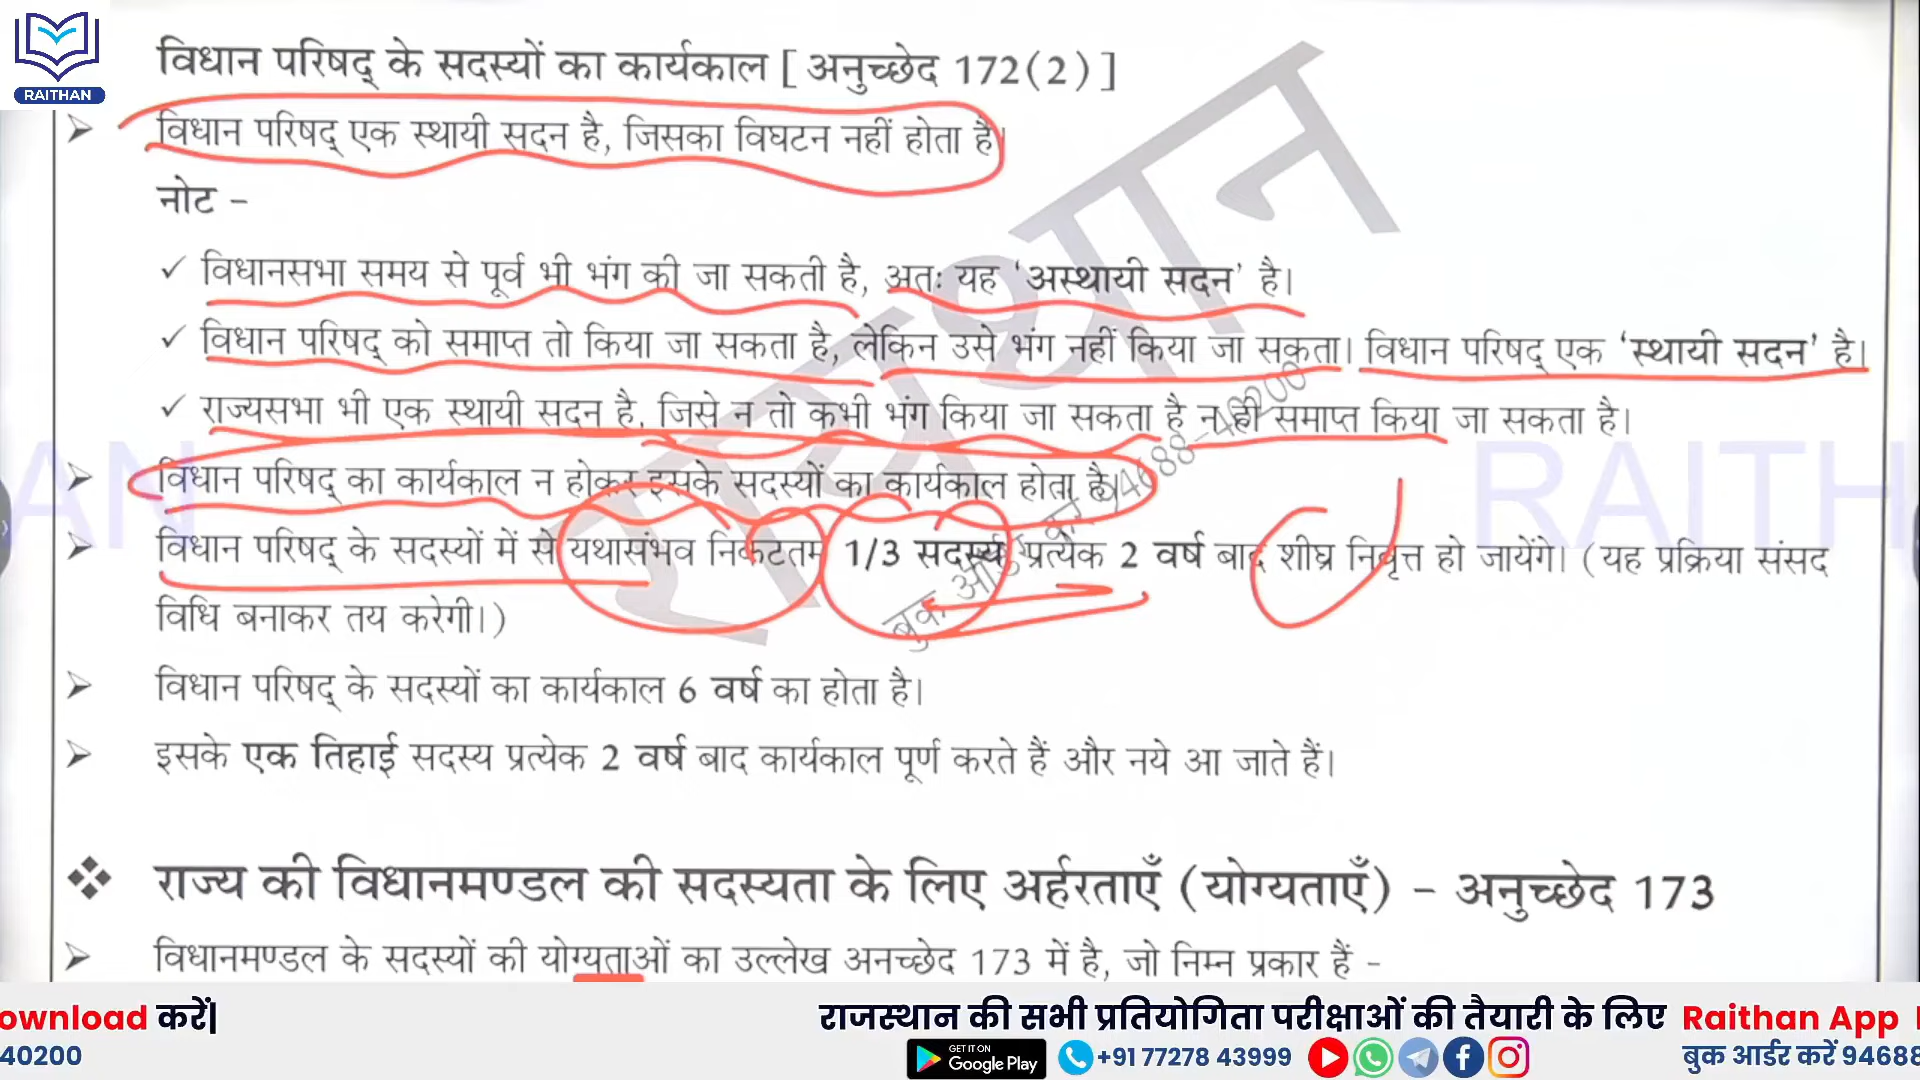 RAITHAN
विधान परिषद् के सदस्यों का कार्यकाल [ अनुच्छेद 172(2) ]
विधान परिषद् एक स्थायी सदन है, जिसका विघटन नहीं होता है।
नोट -
विधानसभा समय से पूर्व भी भंग की जा सकती है, अतः यह 'अस्थायी सदन' है।
विधान परिषद् को समाप्त तो किया जा सकता है, लेकिन उसे भंग नहीं किया जा सकता। विधान परिषद् एक 'स्थायी सदन' है।
राज्यसभा भी एक स्थायी सदन है, जिसे न तो कभी भंग किया जा सकता है न ही समाप्त किया जा सकता है।
विधान परिषद् का कार्यकाल न होकर इसके सदस्यों का कार्यकाल होता है।
विधान परिषद् के सदस्यों में से यथासंभव निकटतम 1/3 सदस्य प्रत्येक 2 वर्ष बाद शीघ्र निवृत्त हो जायेंगे। (यह प्रक्रिया संसद
विधि बनाकर तय करेगी।)
विधान परिषद् के सदस्यों का कार्यकाल 6 वर्ष का होता है।
इसके एक तिहाई सदस्य प्रत्येक 2 वर्ष बाद कार्यकाल पूर्ण करते हैं और नये आ जाते हैं।
राज्य की विधानमण्डल की सदस्यता के लिए अर्हरताएँ (योग्यताएँ) - अनुच्छेद 173
विधानमण्डल के सदस्यों की योग्यताओं का उल्लेख अनच्छेद 173 में है, जो निम्न प्रकार हैं -
ownload करें| राजस्थान की सभी प्रतियोगिता परीक्षाओं की तैयारी के लिए Raithan App
40200 GET IT ON Google Play +91 77278 43999 बुक आर्डर करें 94688